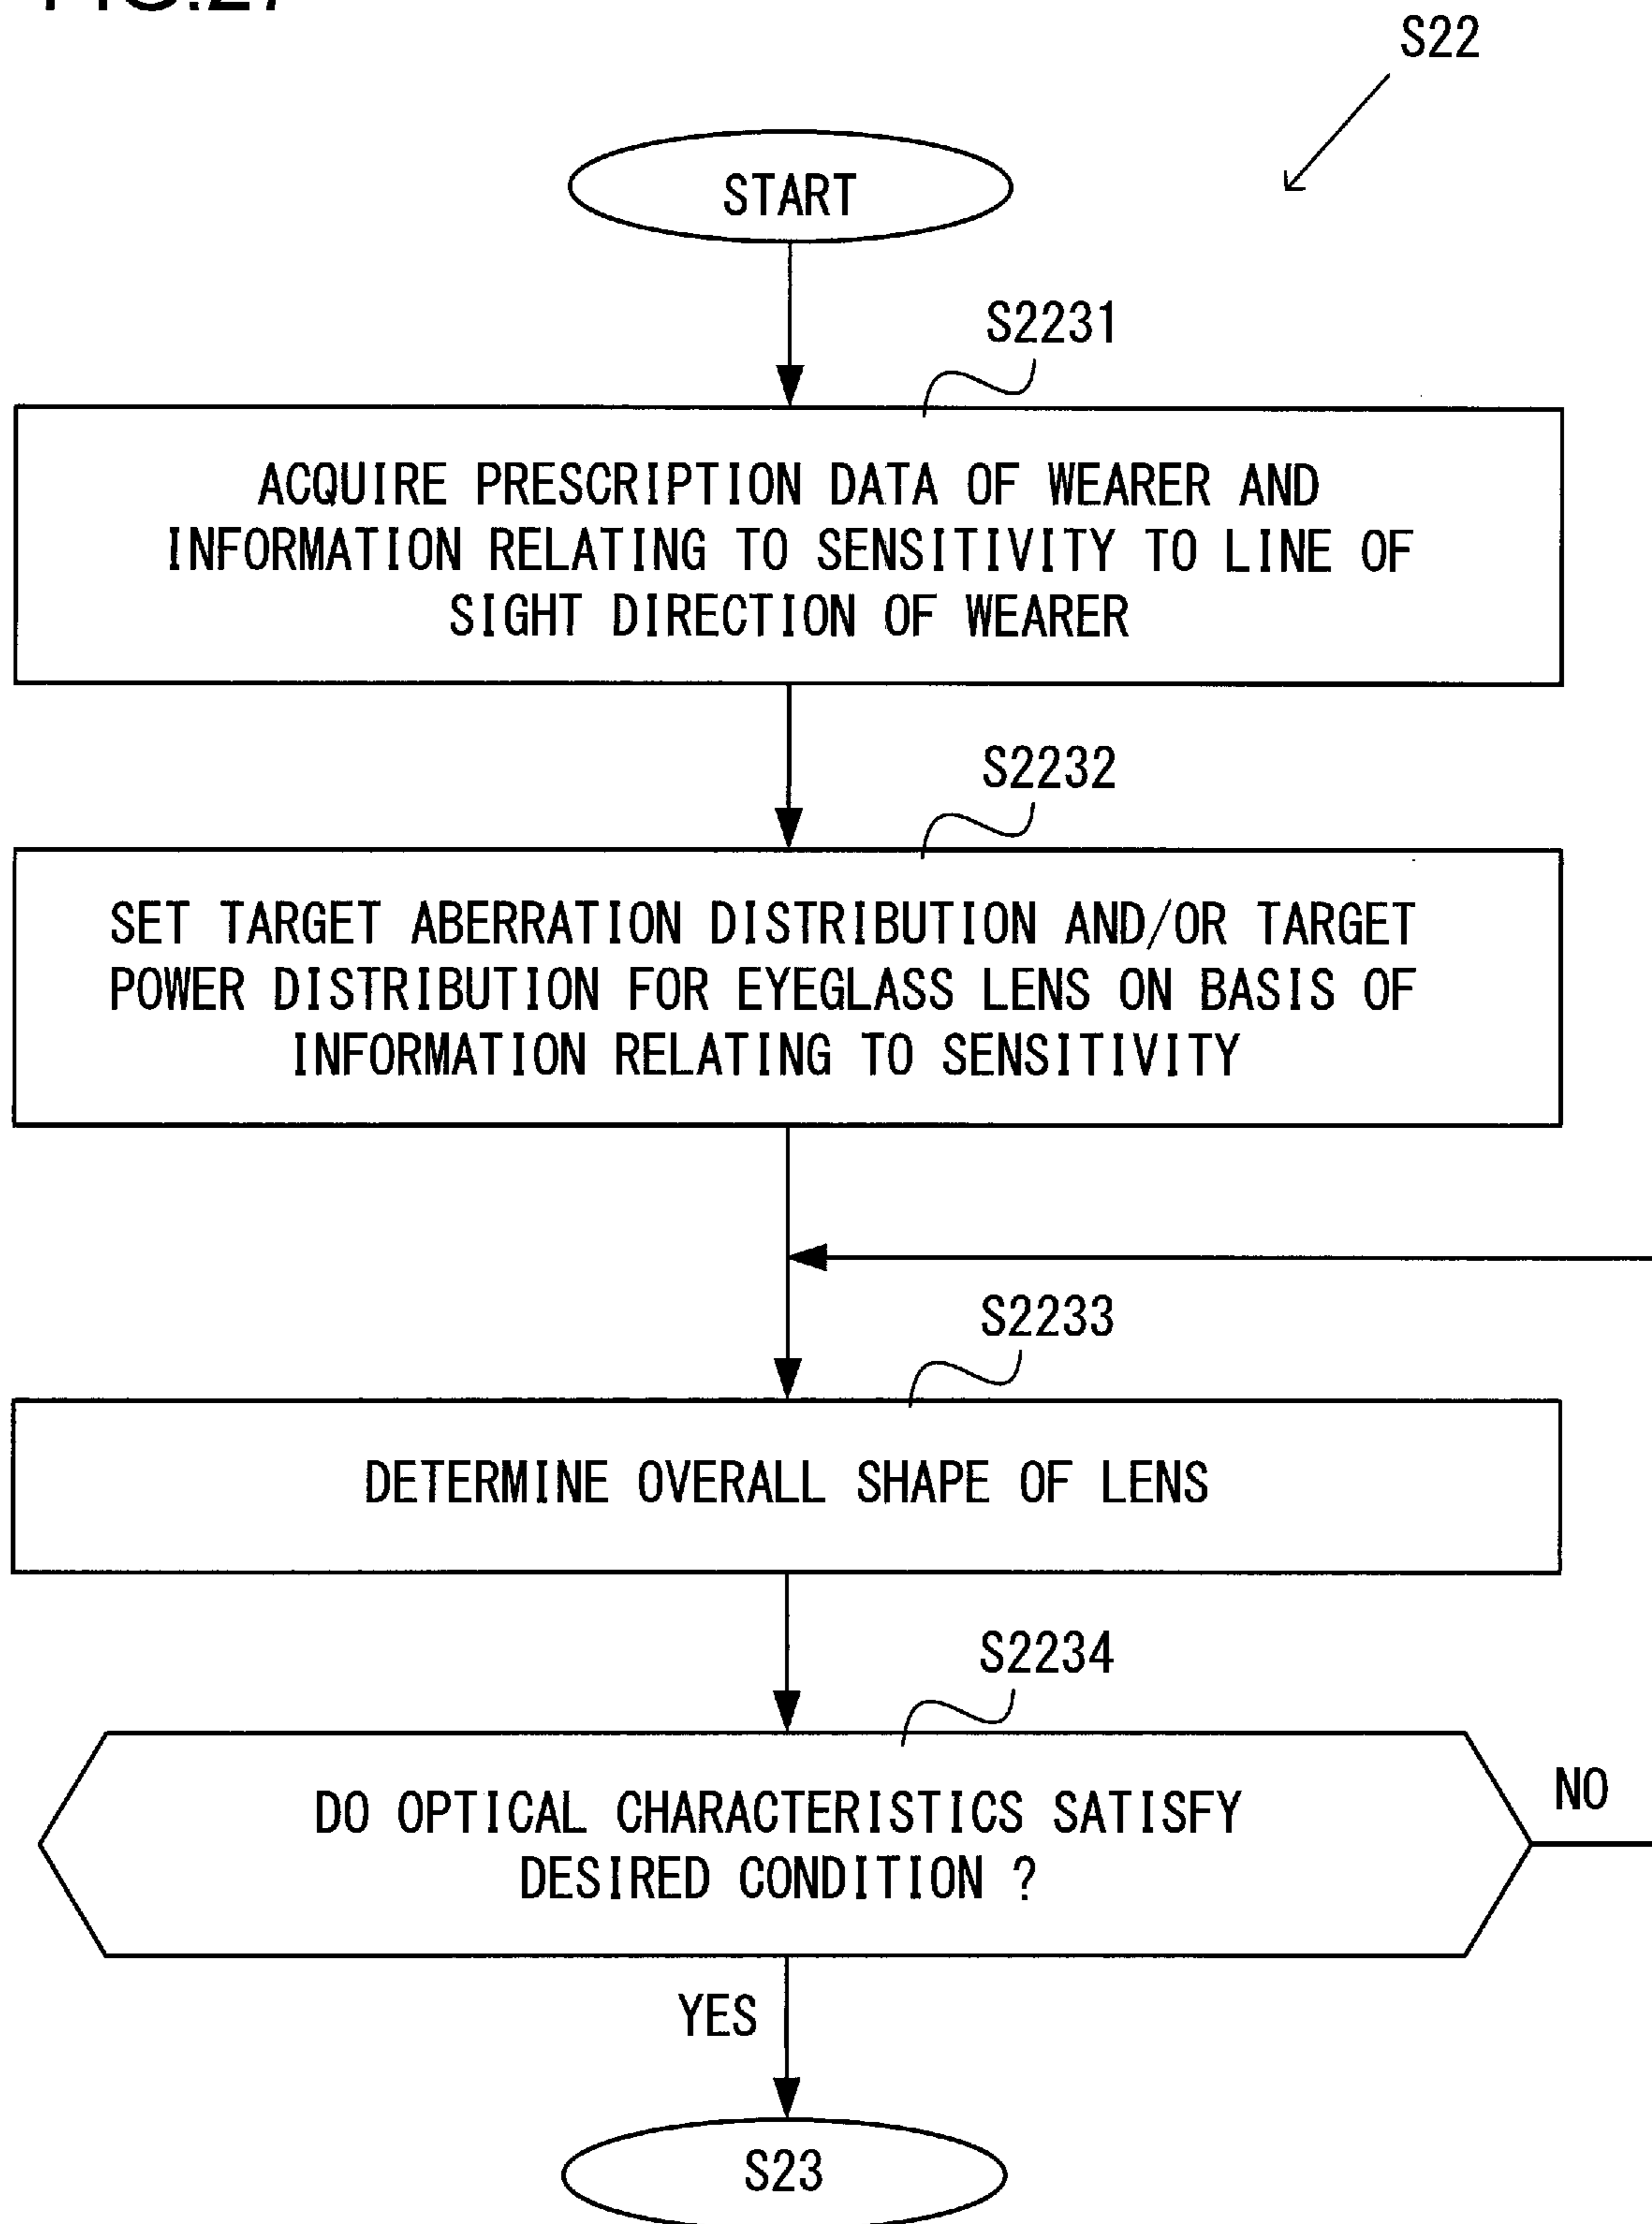 FIG.27
S22
START
S2231
ACQUIRE PRESCRIPTION DATA OF WEARER AND
INFORMATION RELATING TO SENSITIVITY TO LINE OF
SIGHT DIRECTION OF WEARER
S2232
SET TARGET ABERRATION DISTRIBUTION AND/OR TARGET
POWER DISTRIBUTION FOR EYEGLASS LENS ON BASIS OF
INFORMATION RELATING TO SENSITIVITY
S2233
DETERMINE OVERALL SHAPE OF LENS
S2234
DO OPTICAL CHARACTERISTICS SATISFY
DESIRED CONDITION ?
NO
YES
S23